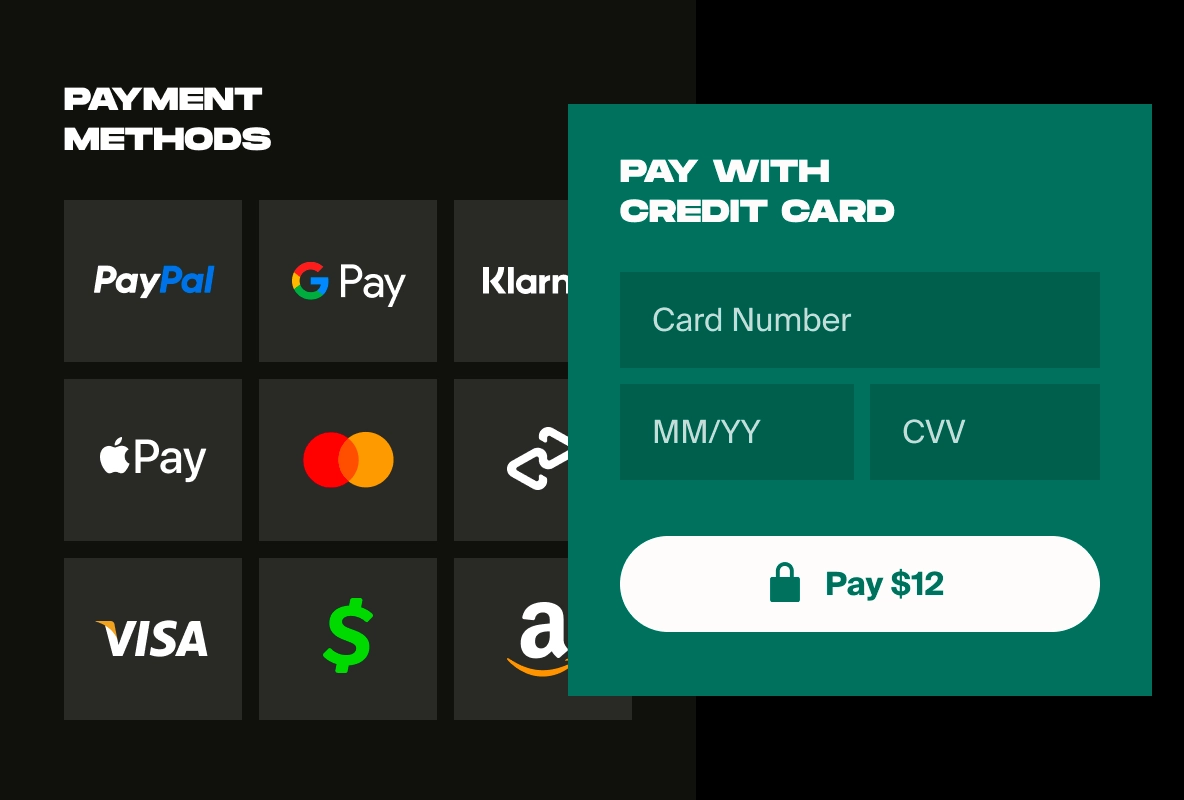 PAYMENT
METHODS
PayPal
G Pay
Klarn
Pay
VISA
$
a
PAY WITH
CREDIT CARD
Card Number
MM/YY
CVV
Pay $12